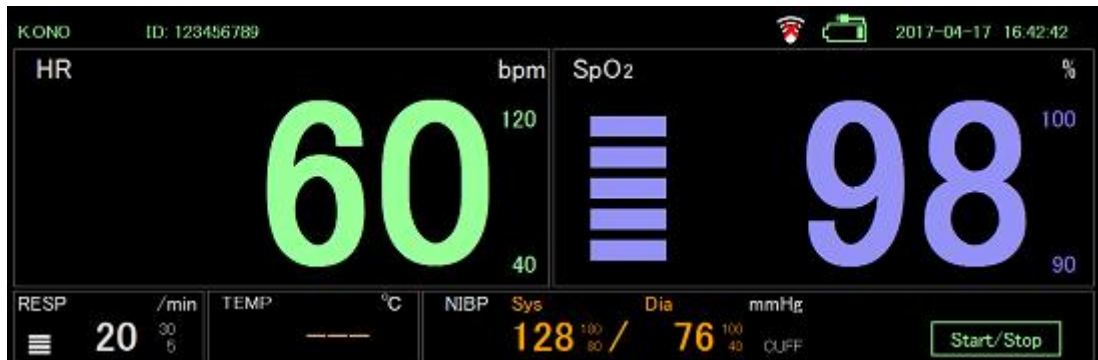 KONO ID: 123456789 2017-04-17 16:42:42
HR bpm SpO2 %
60 120 98 100
40 90
RESP /min TEMP °C NIBP Sys Dia mmHg
20 30 --- 128 180 / 76 100
5 80 40 CUFF Start/Stop